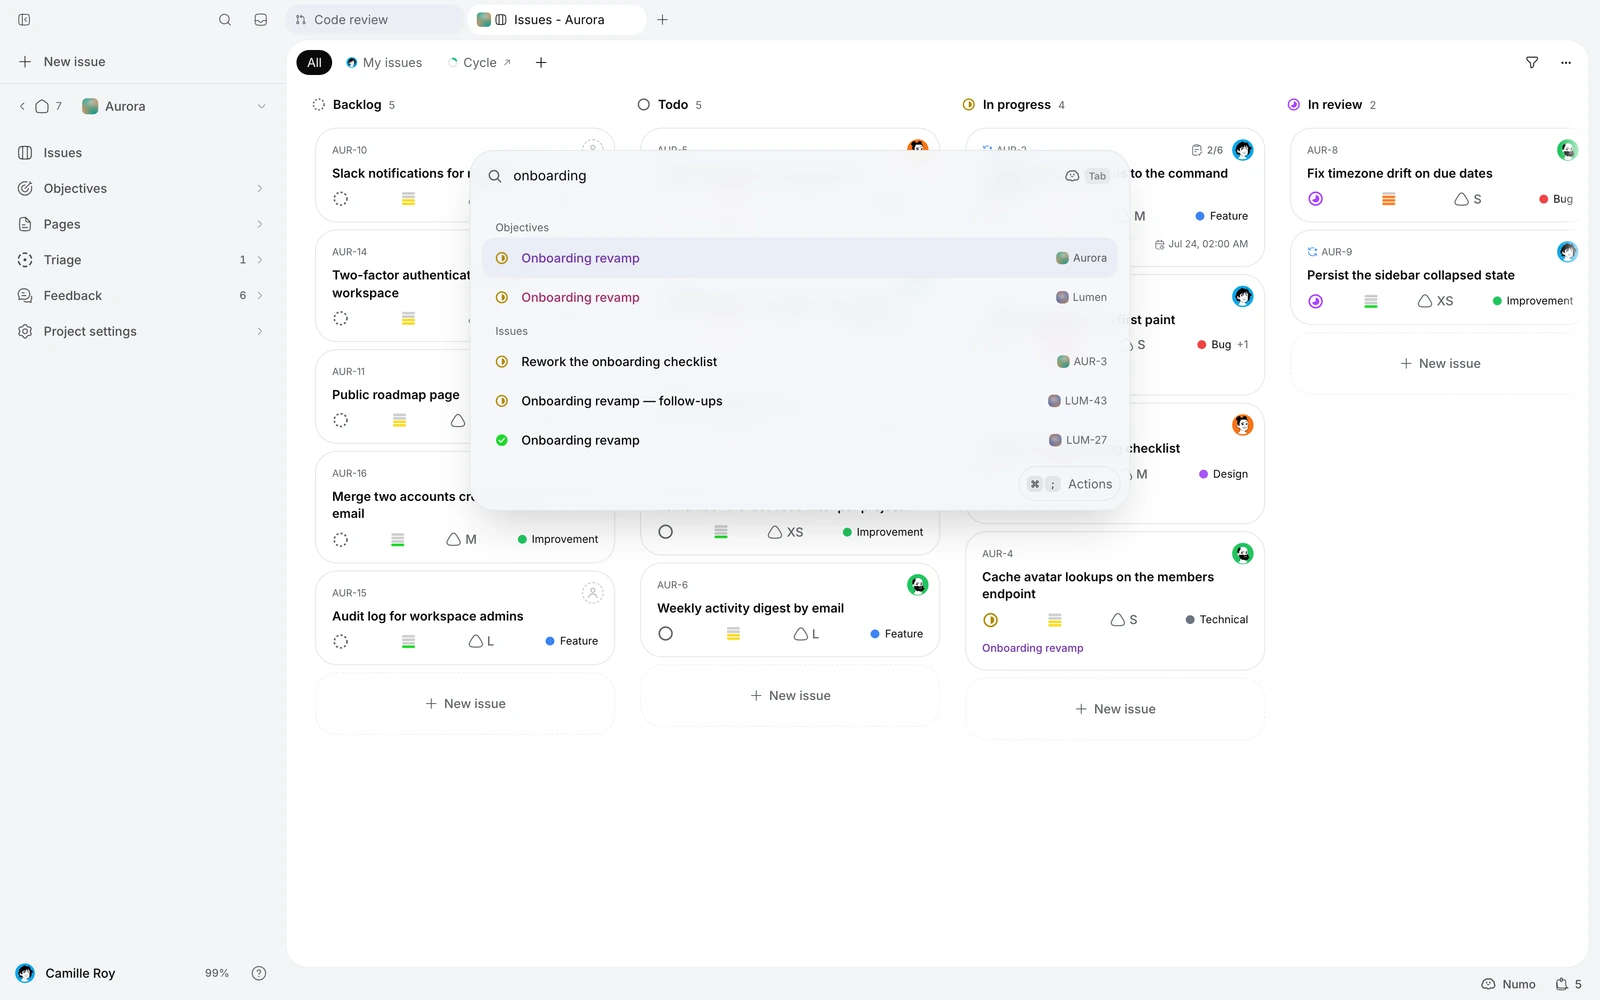 Code review
Issues - Aurora
New issue
7
Aurora
Issues
Objectives
Pages
Triage
1
Feedback
6
Project settings
Camille Roy
99%
All
My issues
Cycle
Backlog 5
AUR-10
Slack notifications for
AUR-14
Two-factor authenticat
workspace
AUR-11
Public roadmap page
AUR-16
Merge two accounts
email
M
Improvement
AUR-15
Audit log for workspace admins
L
Feature
New issue
Todo 5
AUR-5
XS
Improvement
AUR-6
Weekly activity digest by email
L
Feature
New issue
In progress 4
AUR-2
2/6
to the command
M
Feature
Jul 24, 02:00 AM
first paint
S
Bug +1
checklist
M
Design
AUR-4
Cache avatar lookups on the members
endpoint
S
Technical
Onboarding revamp
New issue
In review 2
AUR-8
Fix timezone drift on due dates
S
Bug
AUR-9
Persist the sidebar collapsed state
XS
Improvement
New issue
onboarding
Tab
Objectives
Onboarding revamp
Aurora
Onboarding revamp
Lumen
Issues
Rework the onboarding checklist
AUR-3
Onboarding revamp — follow-ups
LUM-43
Onboarding revamp
LUM-27
⌘ ; Actions
Numo
5